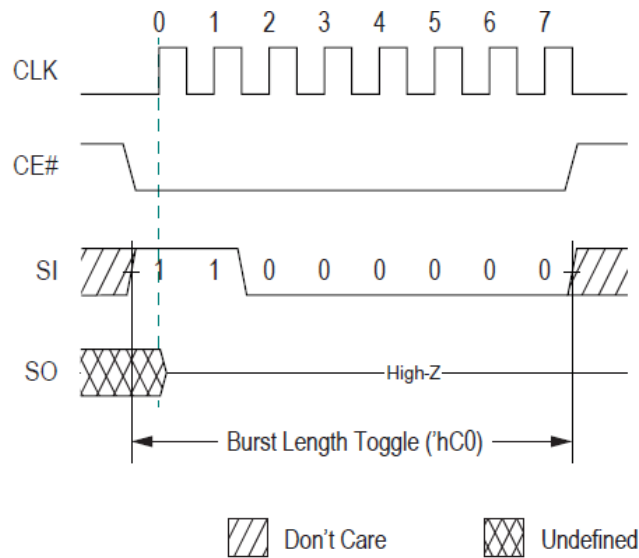 0 1 2 3 4 5 6 7
CLK
CE#
SI 1 1 0 0 0 0 0 0
SO High-Z
Burst Length Toggle ('hC0)
Don't Care Undefined